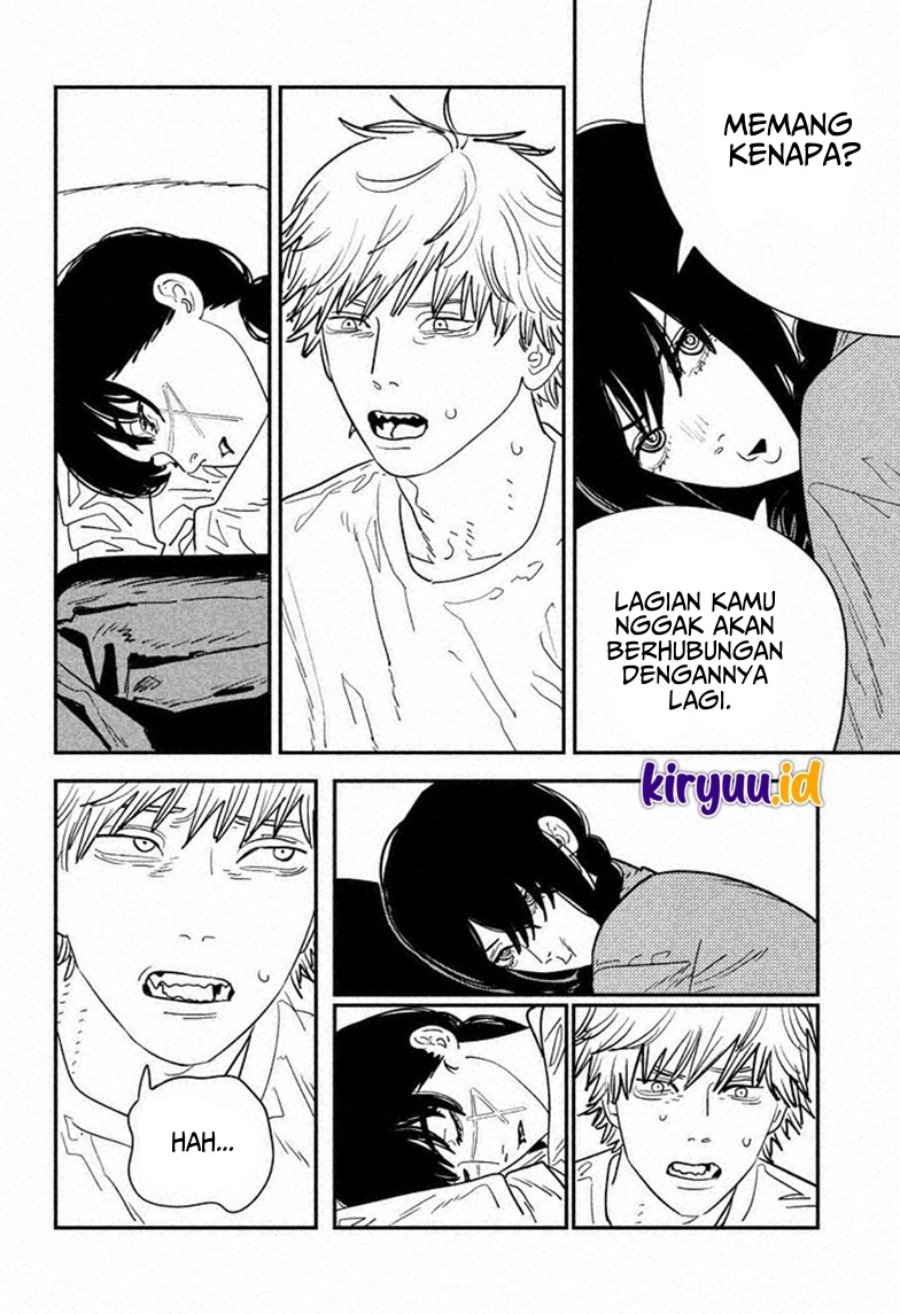 MEMANG
KENAPA?
LAGIAN KAMU
NGGAK AKAN
BERHUBUNGAN
DENGANNYA
LAGI.
kiryuu.id
HAH...